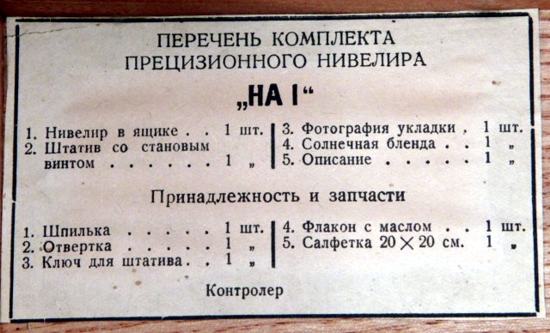 ПЕРЕЧЕНЬ КОМПЛЕКТА
ПРЕЦИЗИОННОГО НИВЕЛИРА
„НА I“
1. Нивелир в ящике . . 1 шт.
2. Штатив со становым
винтом . . . . . . 1 „
3. Фотография укладки . 1 шт.
4. Солнечная бленда . . 1 „
5. Описание . . . . . 1 „
Принадлежность и запчасти
1. Шпилька . . . . . 1 шт.
2. Отвертка . . . . . 1 „
3. Ключ для штатива . . 1 „
4. Флакон с маслом . . 1 шт.
5. Салфетка 20 × 20 см. 1 „
Контролер